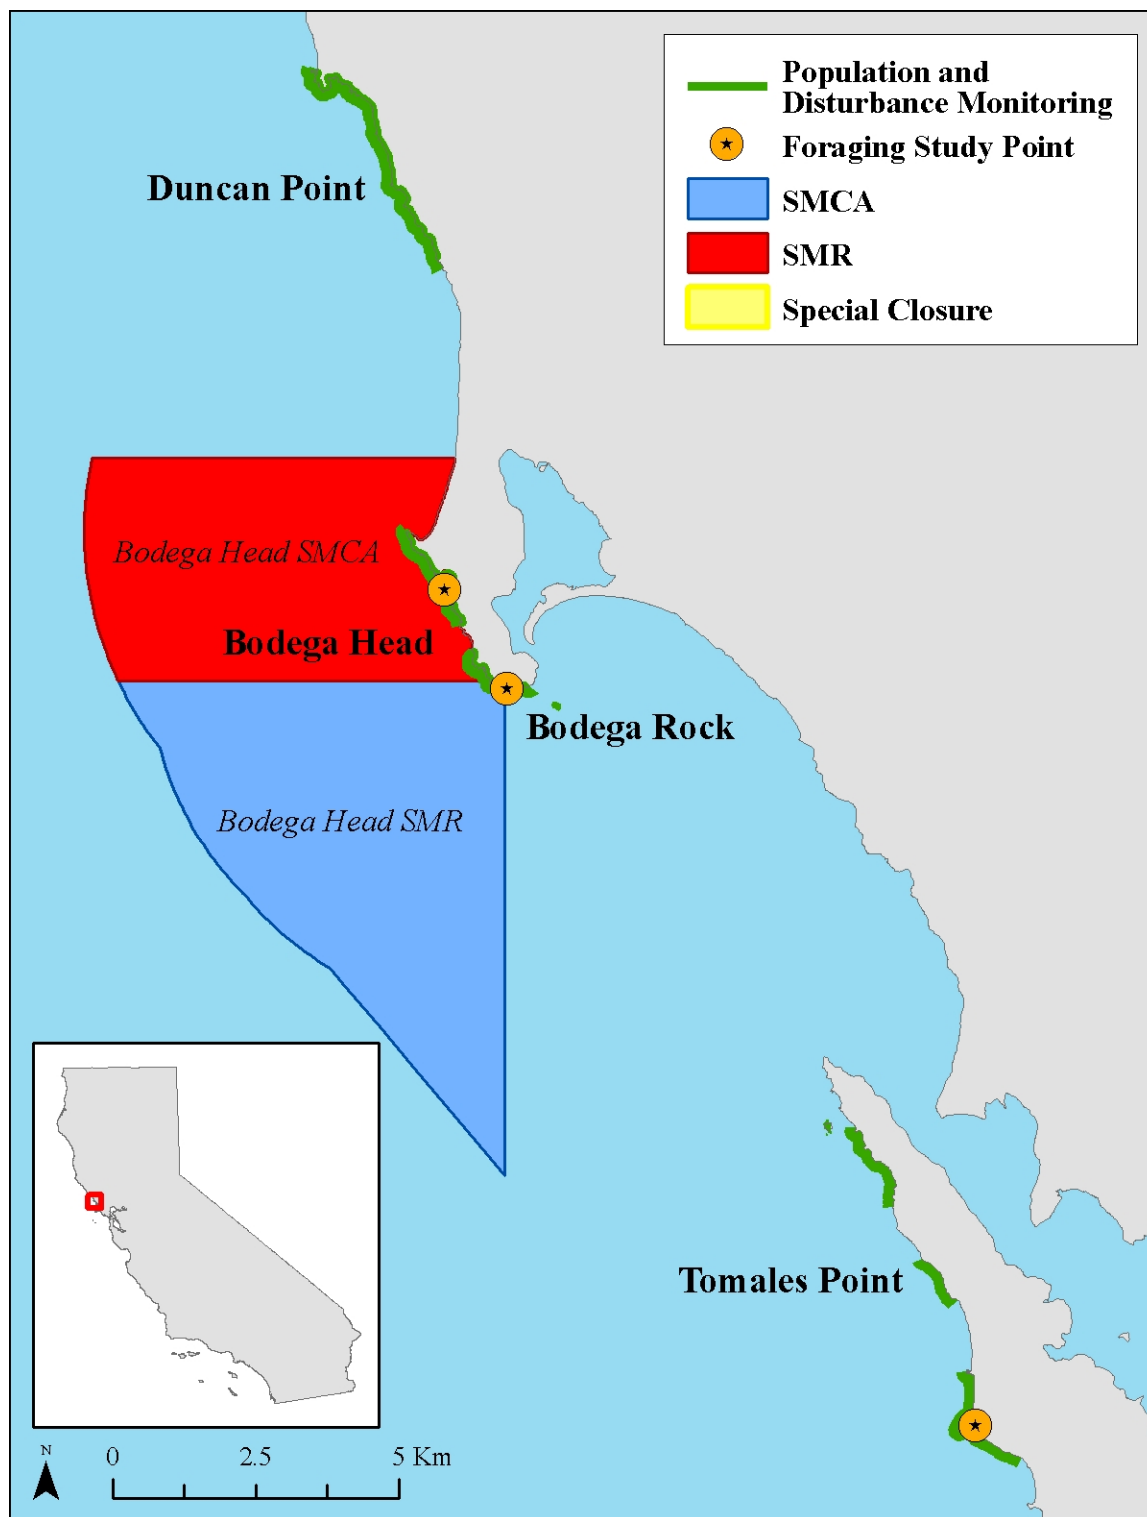 Population and
Disturbance Monitoring
Foraging Study Point
SMCA
SMR
Special Closure
Duncan Point
Bodega Head SMCA
Bodega Head
Bodega Rock
Bodega Head SMR
Tomales Point
N
0 2.5 5 Km